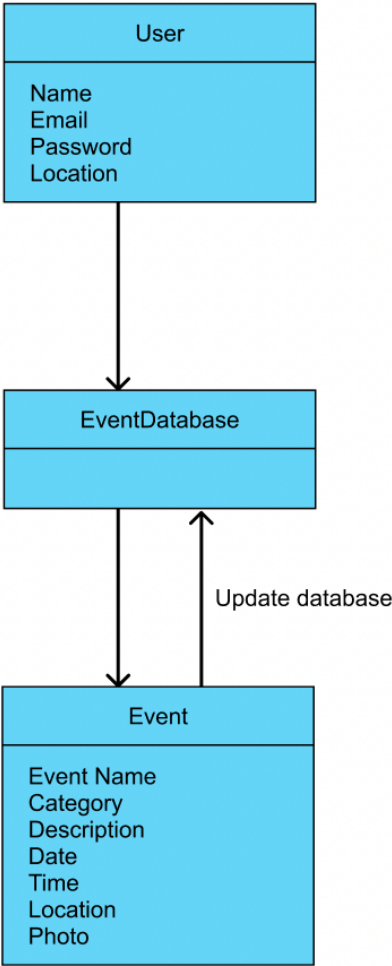 User
Name
Email
Password
Location
EventDatabase
Update database
Event
Event Name
Category
Description
Date
Time
Location
Photo